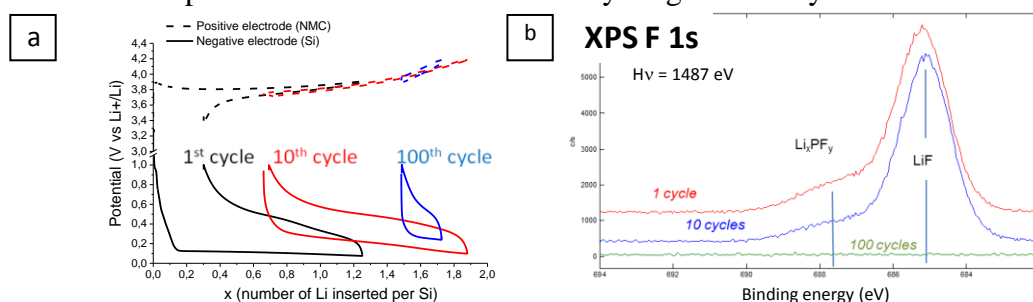 a
Positive electrode (NMC)
Negative electrode (Si)
Potential (V vs Li+/Li)
4,4
4,2
4,0
3,8
3,6
3,4
3,2
3,0
1,0
0,8
0,6
0,4
0,2
0,0
1st cycle
10th cycle
100th cycle
0,0 0,2 0,4 0,6 0,8 1,0 1,2 1,4 1,6 1,8 2,0
x (number of Li inserted per Si)
b
XPS F 1s
Hν = 1487 eV
c/s
5000
4000
3000
2000
1000
0
LixPFy
LiF
1 cycle
10 cycles
100 cycles
694 692 690 688 686 684
Binding energy (eV)